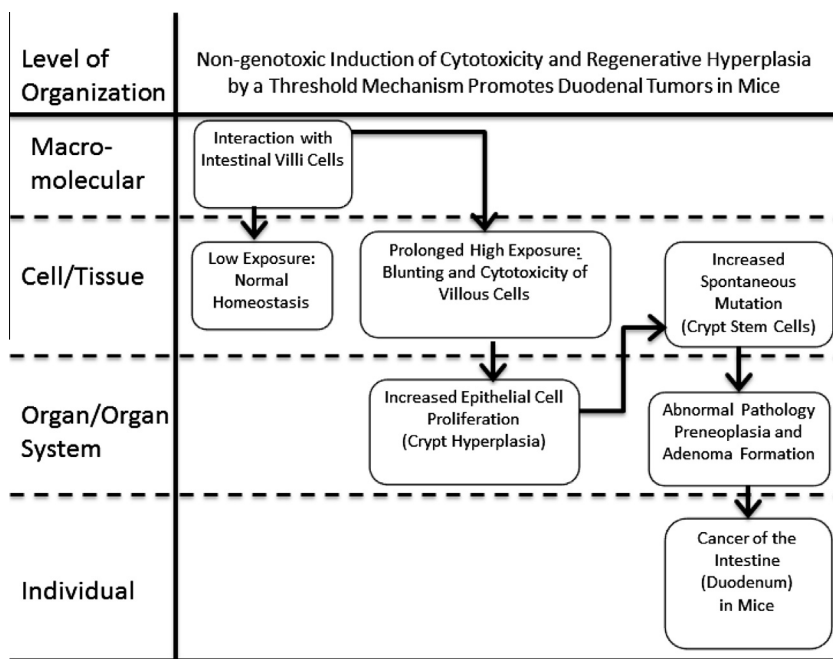 Level of
Organization
Non-genotoxic Induction of Cytotoxicity and Regenerative Hyperplasia
by a Threshold Mechanism Promotes Duodenal Tumors in Mice
Macro-
molecular
Interaction with
Intestinal Villi Cells
Cell/Tissue
Low Exposure:
Normal
Homeostasis
Prolonged High Exposure:
Blunting and Cytotoxicity of
Villous Cells
Increased
Spontaneous
Mutation
(Crypt Stem Cells)
Organ/Organ
System
Increased Epithelial Cell
Proliferation
(Crypt Hyperplasia)
Abnormal Pathology
Preneoplasia and
Adenoma Formation
Individual
Cancer of the
Intestine
(Duodenum)
in Mice